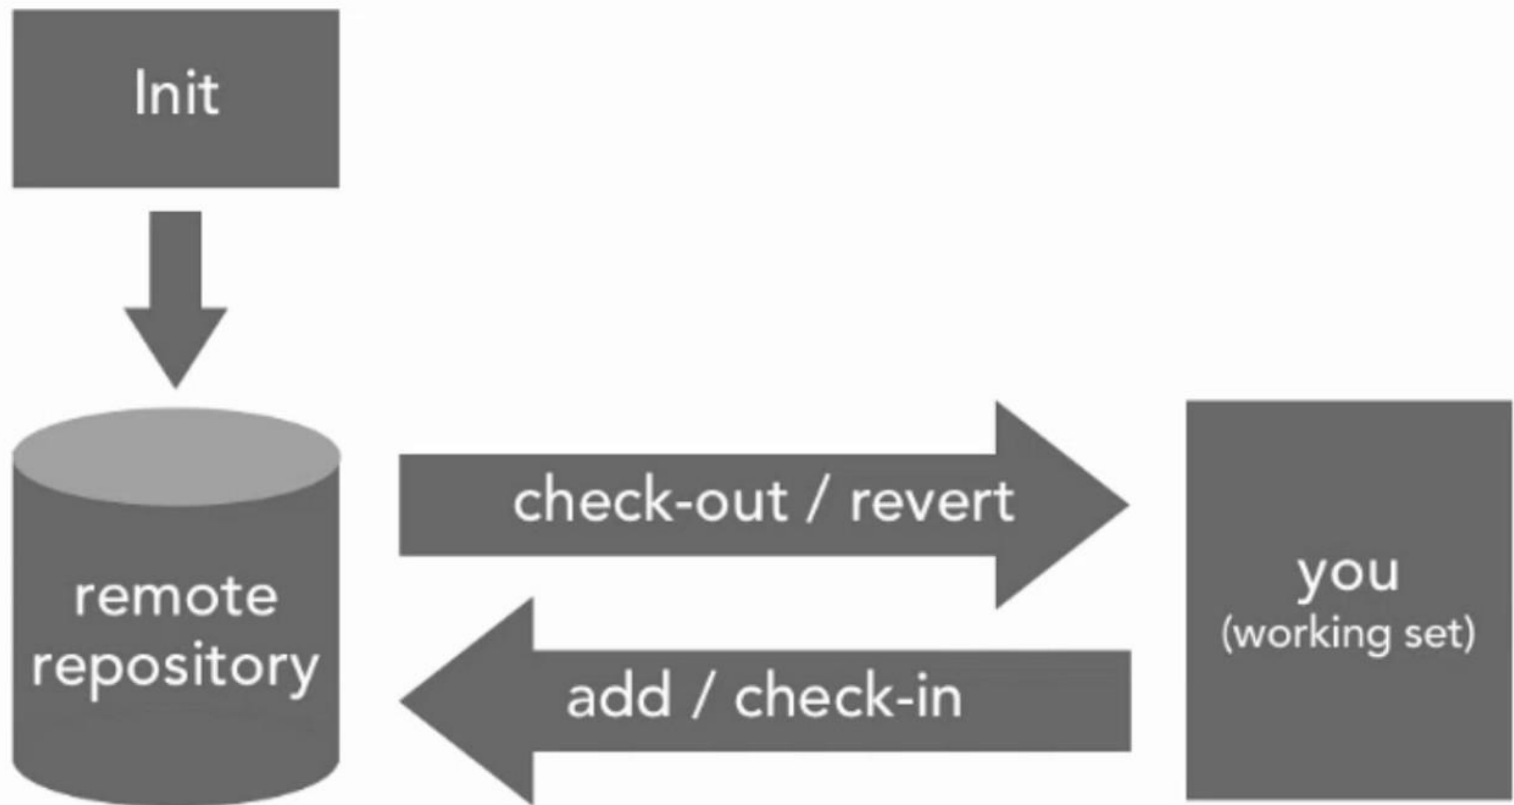 Init
check-out / revert
remote
repository
add / check-in
you
(working set)